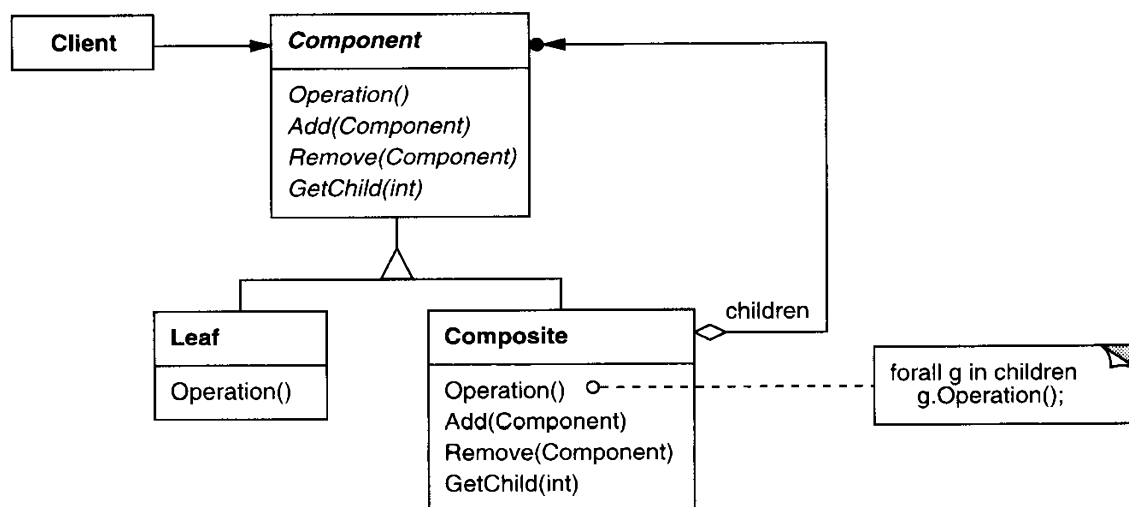 Client
Component
Operation()
Add(Component)
Remove(Component)
GetChild(int)
children
Leaf
Operation()
Composite
Operation()
Add(Component)
Remove(Component)
GetChild(int)
forall g in children
g.Operation();